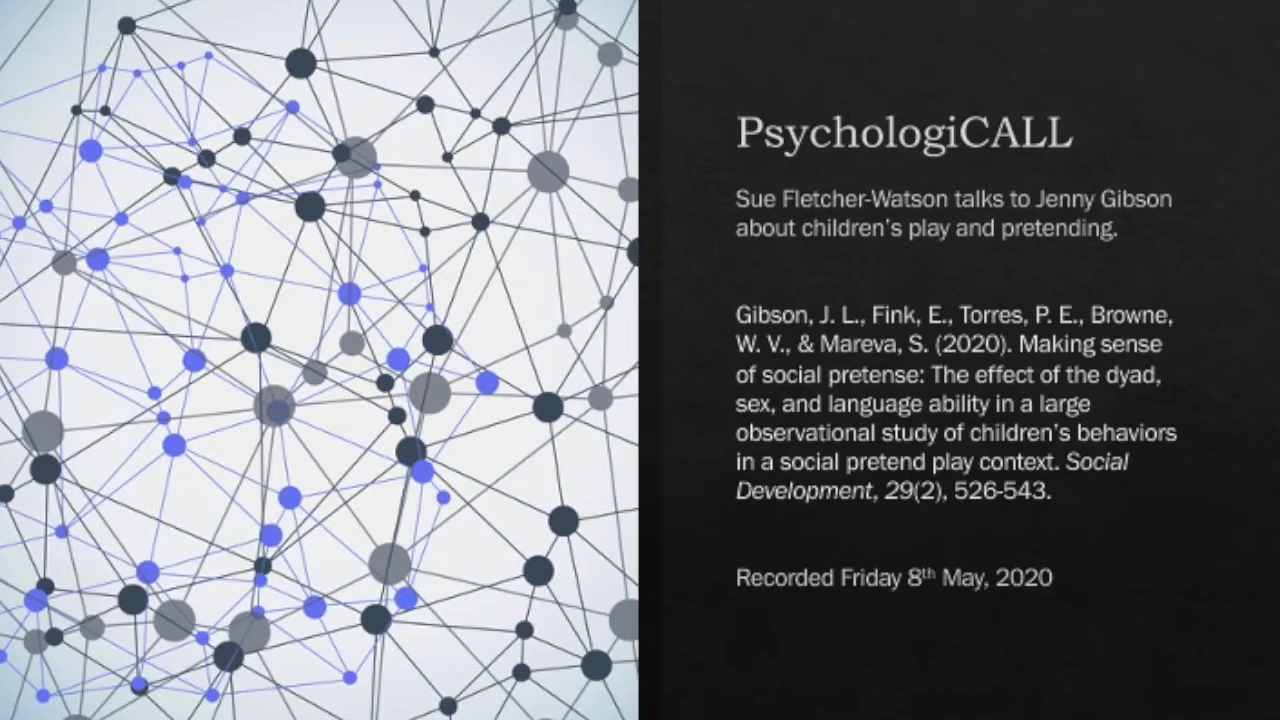 PsychologiCALL
Sue Fletcher-Watson talks to Jenny Gibson
about children's play and pretending.
Gibson, J. L., Fink, E., Torres, P. E., Browne,
W. V., & Mareva, S. (2020). Making sense
of social pretense: The effect of the dyad,
sex, and language ability in a large
observational study of children's behaviors
in a social pretend play context. Social
Development, 29(2), 526-543.
Recorded Friday 8th May, 2020